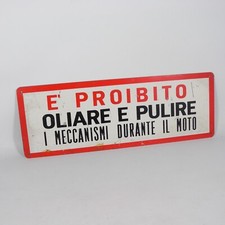 E' PROIBITO
OLIARE E PULIRE
I MECCANISMI DURANTE IL MOTO